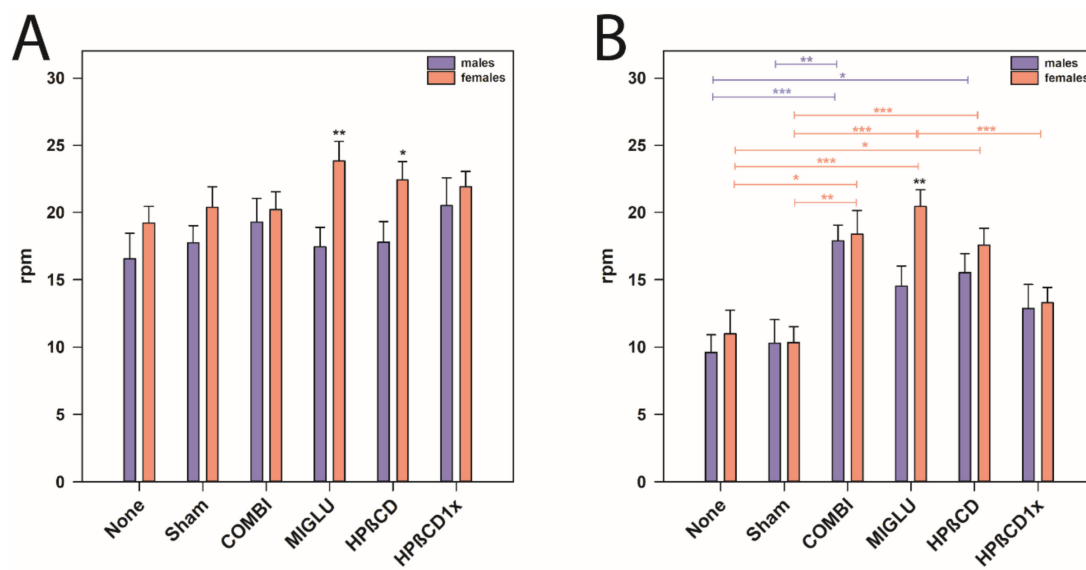 A
males
females
30
25
20
15
10
5
0
rpm
**
*
None
Sham
COMBI
MIGLU
HPßCD
HPßCD1x
B
males
females
30
25
20
15
10
5
0
rpm
**
*
***
***
*** ***
*
***
*
**
**
None
Sham
COMBI
MIGLU
HPßCD
HPßCD1x